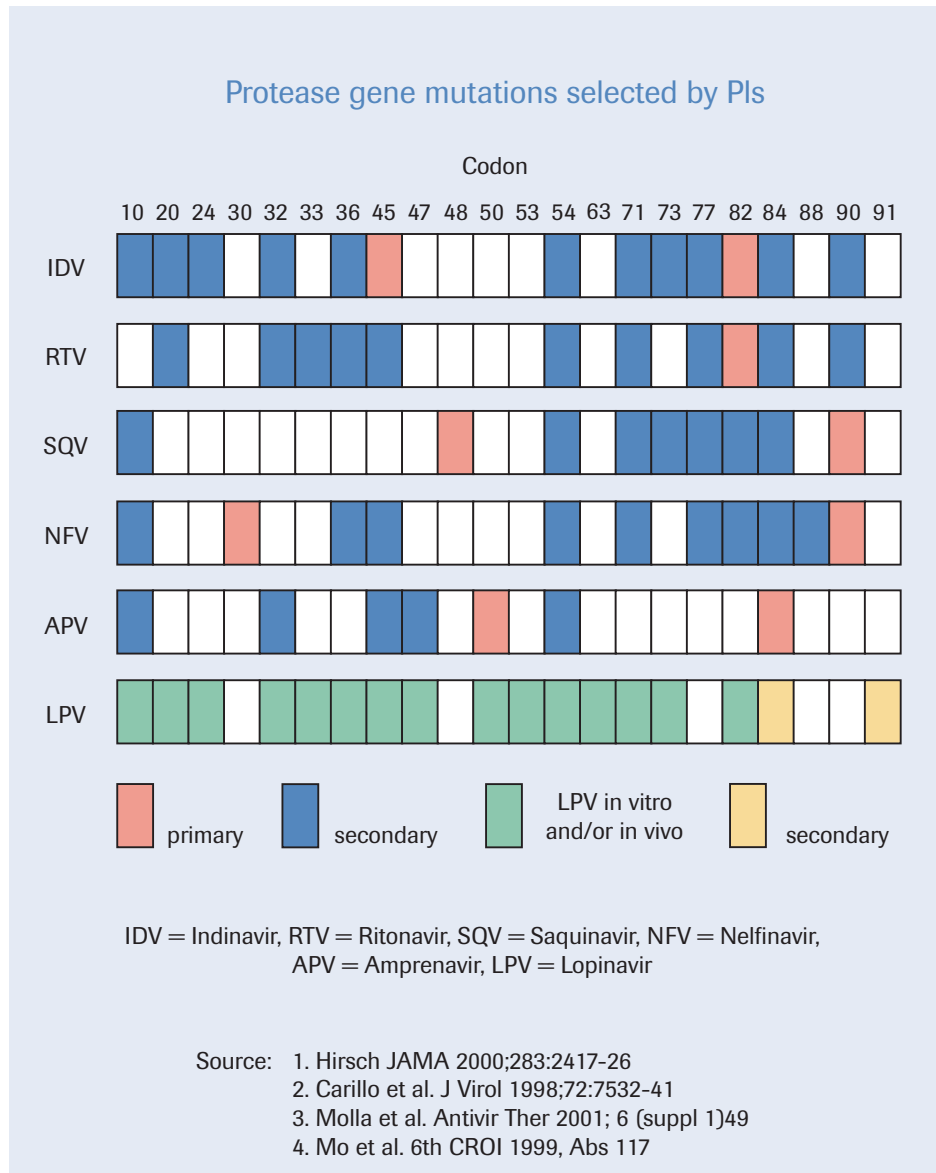 Protease gene mutations selected by PIs
Codon
10 20 24 30 32 33 36 45 47 48 50 53 54 63 71 73 77 82 84 88 90 91
IDV
RTV
SQV
NFV
APV
LPV
primary
secondary
LPV in vitro
and/or in vivo
secondary
IDV = Indinavir, RTV = Ritonavir, SQV = Saquinavir, NFV = Nelfinavir,
APV = Amprenavir, LPV = Lopinavir
Source: 1. Hirsch JAMA 2000;283:2417-26
2. Carillo et al. J Virol 1998;72:7532-41
3. Molla et al. Antivir Ther 2001; 6 (suppl 1)49
4. Mo et al. 6th CROI 1999, Abs 117